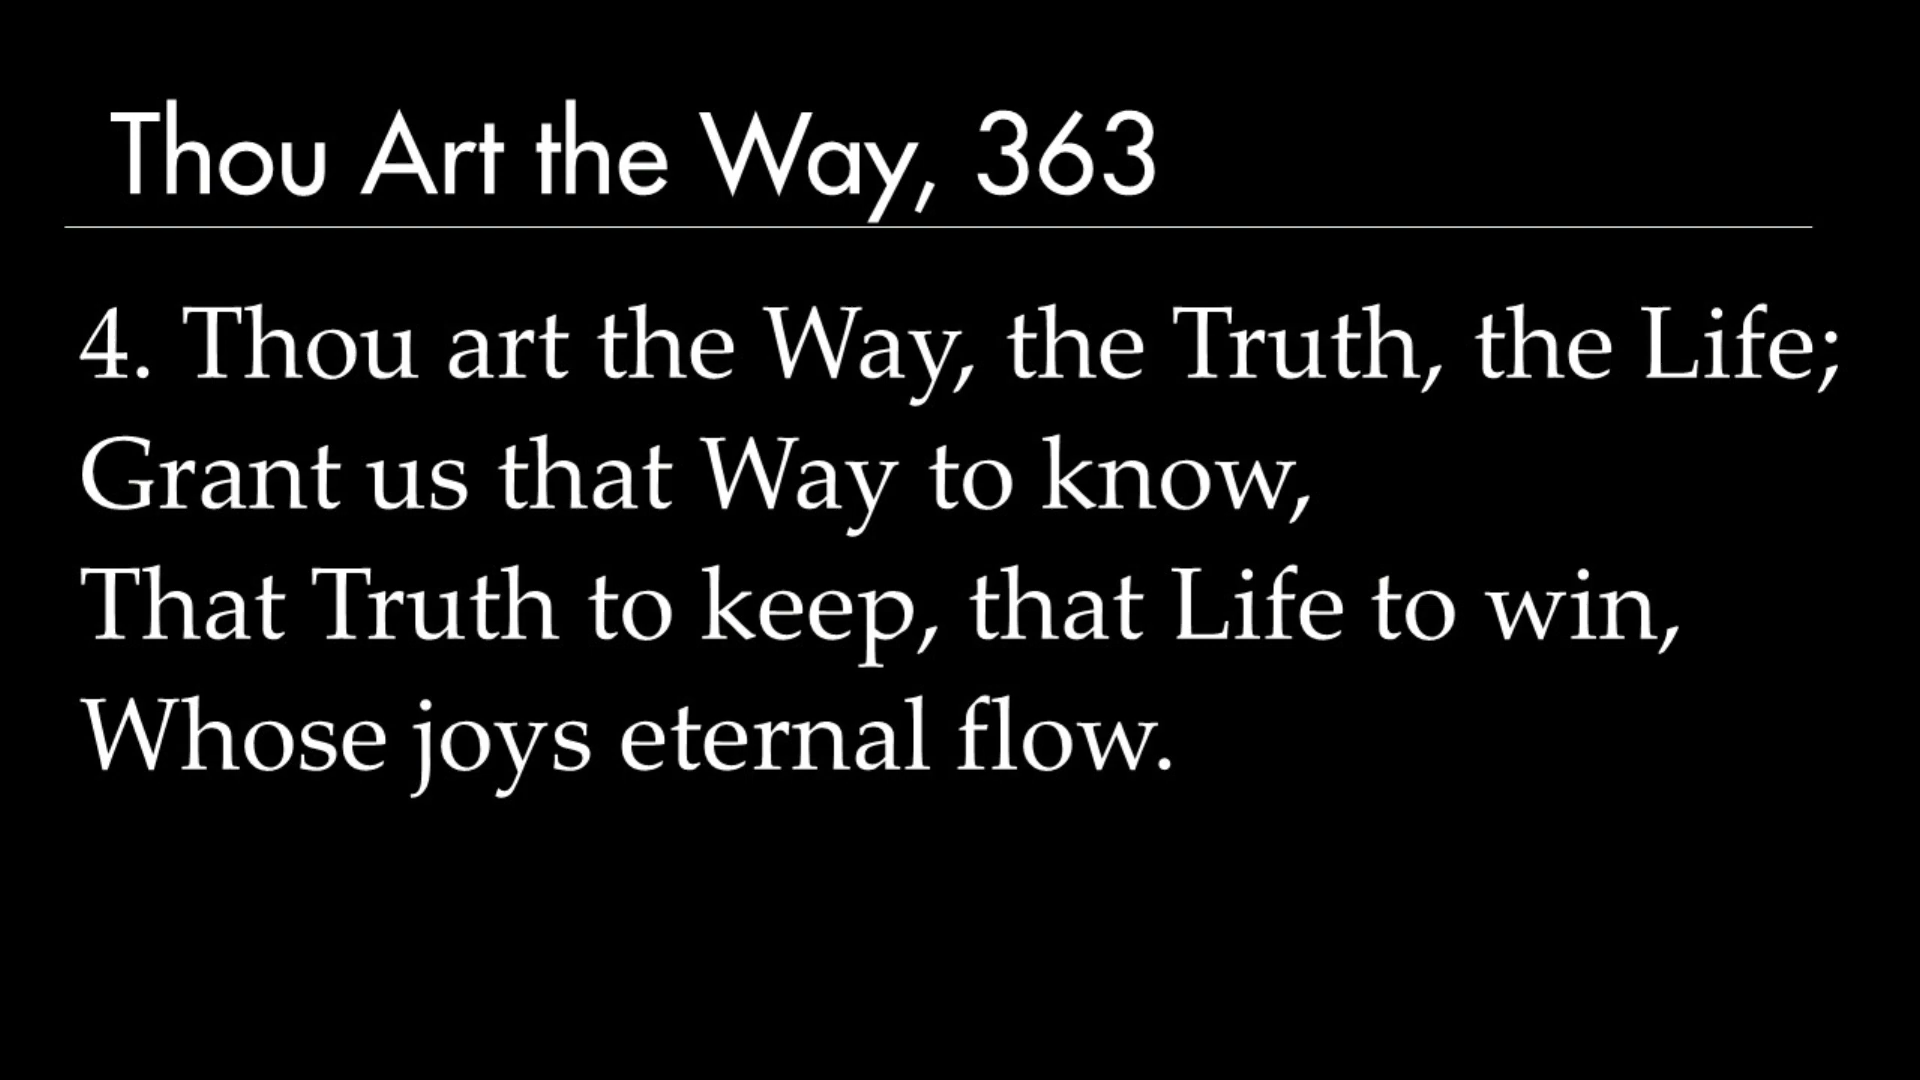 Thou Art the Way, 363
4. Thou art the Way, the Truth, the Life;
Grant us that Way to know,
That Truth to keep, that Life to win,
Whose joys eternal flow.